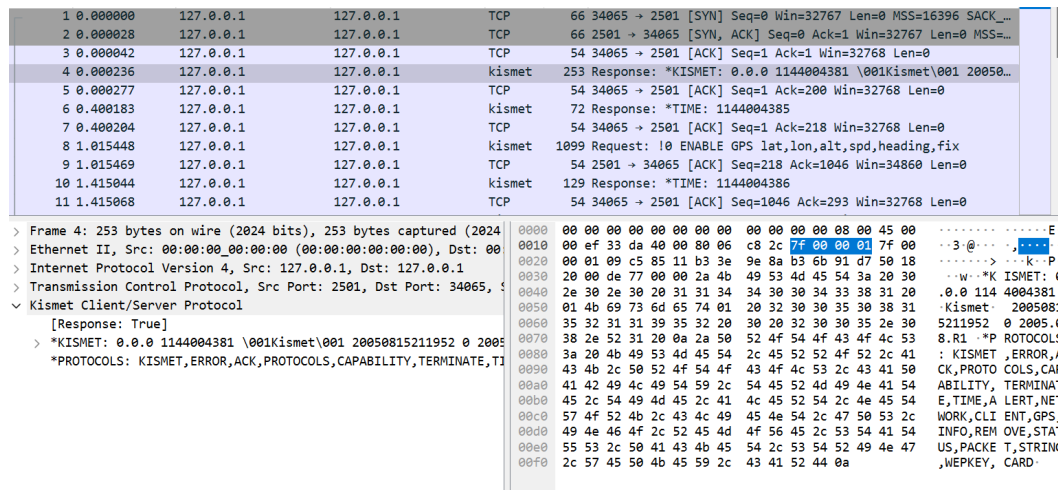 1 0.000000 127.0.0.1 127.0.0.1 TCP 66 34065 → 2501 [SYN] Seq=0 Win=32767 Len=0 MSS=16396 SACK_…
2 0.000028 127.0.0.1 127.0.0.1 TCP 66 2501 → 34065 [SYN, ACK] Seq=0 Ack=1 Win=32767 Len=0 MSS=…
3 0.000042 127.0.0.1 127.0.0.1 TCP 54 34065 → 2501 [ACK] Seq=1 Ack=1 Win=32768 Len=0
4 0.000236 127.0.0.1 127.0.0.1 kismet 253 Response: *KISMET: 0.0.0 1144004381 \001Kismet\001 20050…
5 0.000277 127.0.0.1 127.0.0.1 TCP 54 34065 → 2501 [ACK] Seq=1 Ack=200 Win=32768 Len=0
6 0.400183 127.0.0.1 127.0.0.1 kismet 72 Response: *TIME: 1144004385
7 0.400204 127.0.0.1 127.0.0.1 TCP 54 34065 → 2501 [ACK] Seq=1 Ack=218 Win=32768 Len=0
8 1.015448 127.0.0.1 127.0.0.1 kismet 1099 Request: !0 ENABLE GPS lat,lon,alt,spd,heading,fix
9 1.015469 127.0.0.1 127.0.0.1 TCP 54 2501 → 34065 [ACK] Seq=218 Ack=1046 Win=34860 Len=0
10 1.415044 127.0.0.1 127.0.0.1 kismet 129 Response: *TIME: 1144004386
11 1.415068 127.0.0.1 127.0.0.1 TCP 54 34065 → 2501 [ACK] Seq=1046 Ack=293 Win=32768 Len=0
Frame 4: 253 bytes on wire (2024 bits), 253 bytes captured (2024
Ethernet II, Src: 00:00:00_00:00:00 (00:00:00:00:00:00), Dst: 00
Internet Protocol Version 4, Src: 127.0.0.1, Dst: 127.0.0.1
Transmission Control Protocol, Src Port: 2501, Dst Port: 34065, S
Kismet Client/Server Protocol
[Response: True]
*KISMET: 0.0.0 1144004381 \001Kismet\001 20050815211952 0 2005
*PROTOCOLS: KISMET,ERROR,ACK,PROTOCOLS,CAPABILITY,TERMINATE,TI
0000 00 00 00 00 00 00 00 00 00 00 00 00 08 00 45 00 ········ ······E
0010 00 ef 33 da 40 00 80 06 c8 2c 7f 00 00 01 7f 00 ··3·@··· ·,····
0020 00 01 09 c5 85 11 b3 3e 9e 8a b5 6b 91 d7 50 18 ·······> ···k··P
0030 20 00 de 77 00 00 2a 4b 49 53 4d 45 54 3a 20 30 ··w··*K ISMET: 0
0040 2e 30 2e 30 20 31 31 34 34 30 30 34 33 38 31 20 .0.0 114 4004381
0050 01 4b 69 73 6d 65 74 01 20 32 30 30 35 30 38 31 ·Kismet· 2005081
0060 35 32 31 31 39 35 32 20 30 20 32 30 30 35 2e 30 5211952 0 2005.0
0070 38 2e 52 31 20 0a 2a 50 52 4f 54 4f 43 4f 4c 53 8.R1 ·*P ROTOCOLS
0080 3a 20 4b 49 53 4d 45 54 2c 45 52 52 4f 52 2c 41 : KISMET ,ERROR,A
0090 43 4b 2c 50 52 4f 54 4f 43 4f 4c 53 2c 43 41 50 CK,PROTO COLS,CAP
00a0 41 42 49 4c 49 54 59 2c 54 45 52 4d 49 4e 41 54 ABILITY, TERMINAT
00b0 45 2c 54 49 4d 45 2c 41 4c 45 52 54 2c 4e 45 54 E,TIME,A LERT,NET
00c0 57 4f 52 4b 2c 43 4c 49 45 4e 54 2c 47 50 53 2c WORK,CLI ENT,GPS,
00d0 49 4e 46 4f 2c 52 45 4d 4f 56 45 2c 53 54 41 54 INFO,REM OVE,STAT
00e0 55 53 2c 50 41 43 4b 45 54 2c 53 54 52 49 4e 47 US,PACKE T,STRING
00f0 2c 57 45 50 4b 45 59 2c 43 41 52 44 0a ,WEPKEY, CARD·